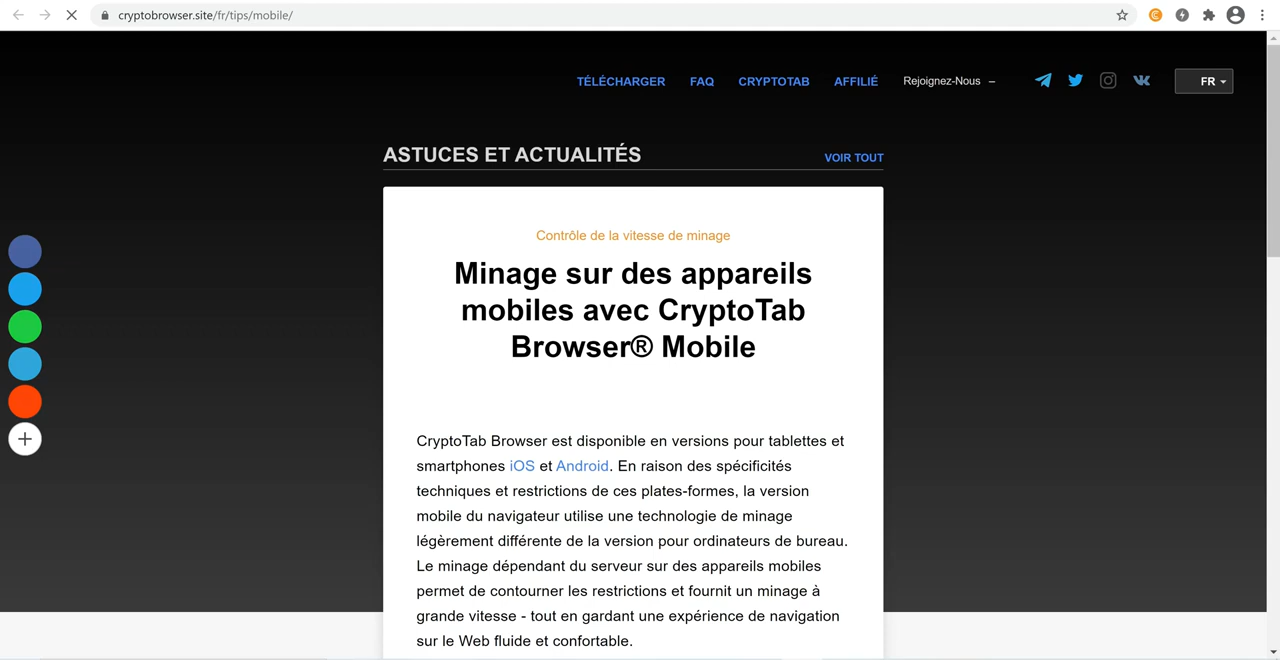 cryptobrowser.site/fr/tips/mobile/
TÉLÉCHARGER FAQ CRYPTOTAB AFFILIÉ Rejoignez-Nous – FR
ASTUCES ET ACTUALITÉS VOIR TOUT
Contrôle de la vitesse de minage
Minage sur des appareils
mobiles avec CryptoTab
Browser® Mobile
CryptoTab Browser est disponible en versions pour tablettes et
smartphones iOS et Android. En raison des spécificités
techniques et restrictions de ces plates-formes, la version
mobile du navigateur utilise une technologie de minage
légèrement différente de la version pour ordinateurs de bureau.
Le minage dépendant du serveur sur des appareils mobiles
permet de contourner les restrictions et fournit un minage à
grande vitesse - tout en gardant une expérience de navigation
sur le Web fluide et confortable.